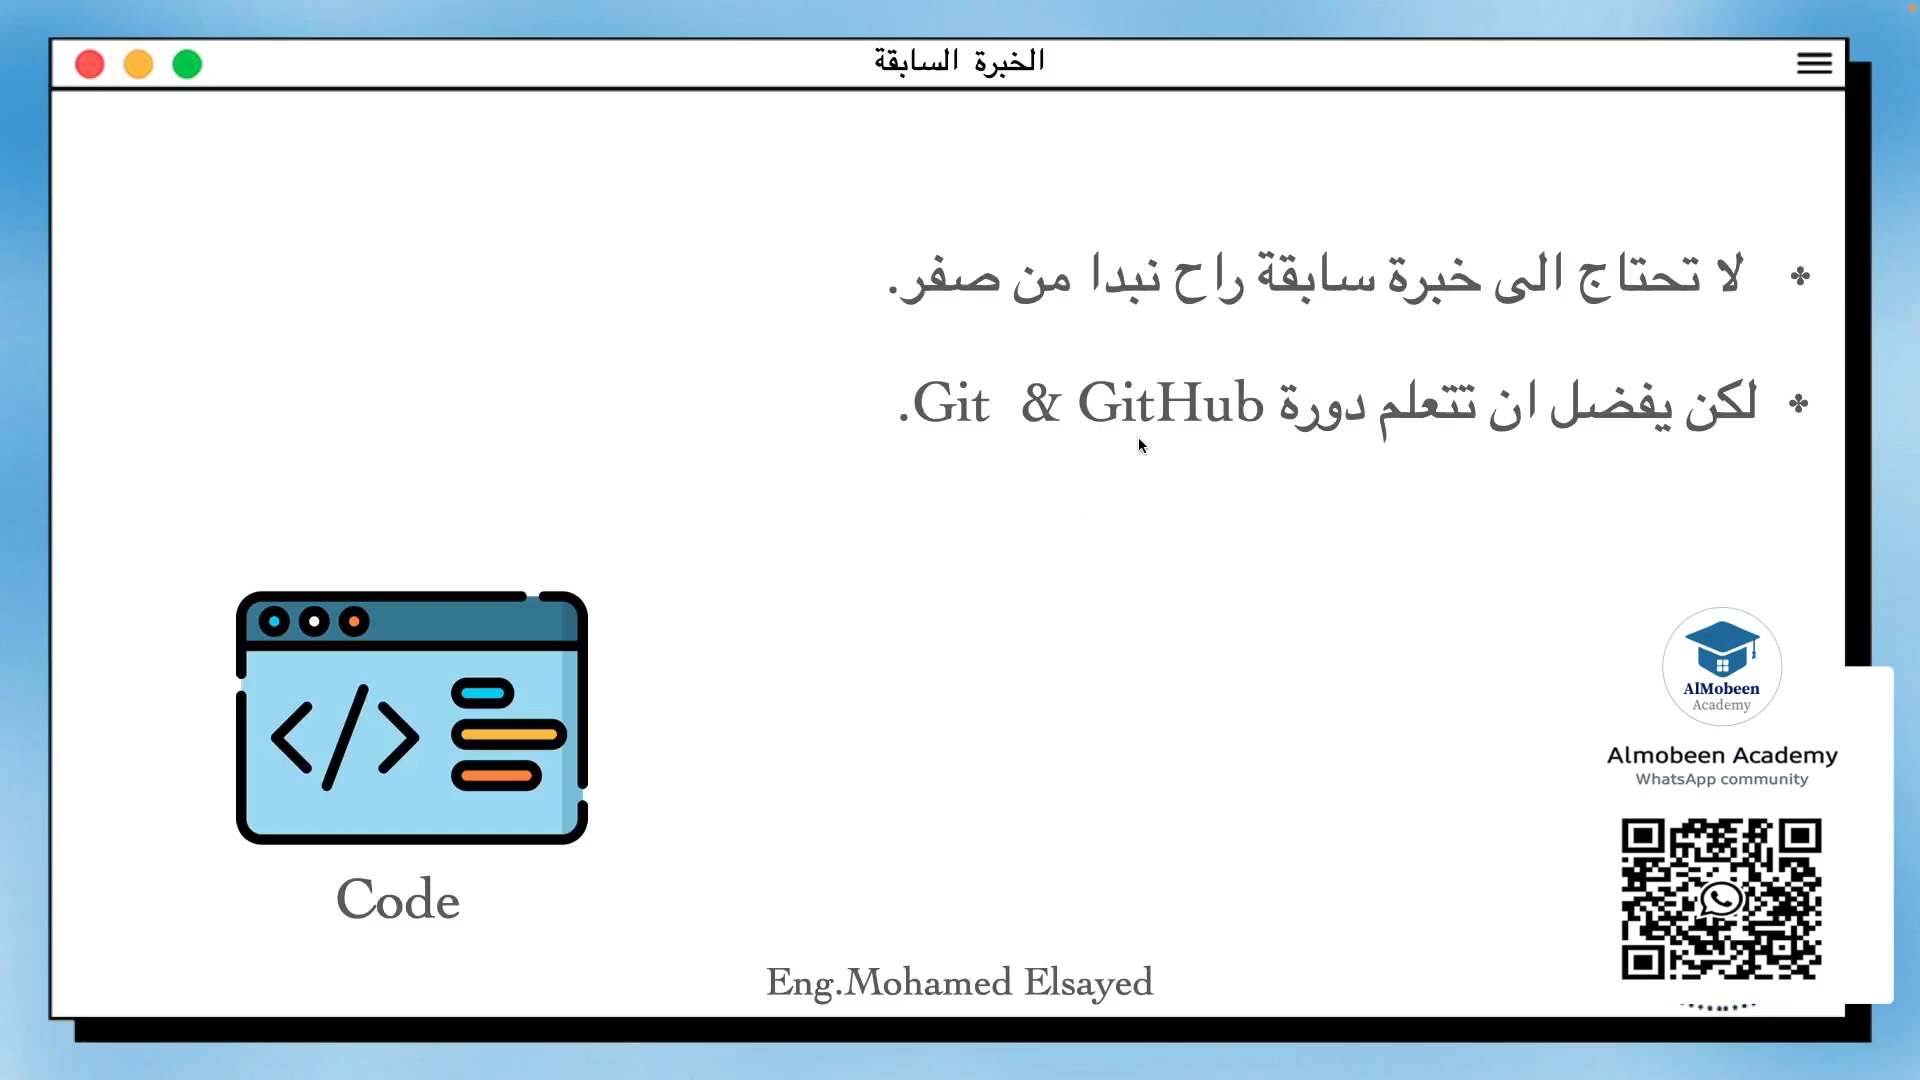 الخبرة السابقة
لا تحتاج الى خبرة سابقة راح نبدا من صفر.
لكن يفضل ان تتعلم دورة Git & GitHub.
AlMobeen
Academy
Almobeen Academy
WhatsApp community
Code
Eng.Mohamed Elsayed